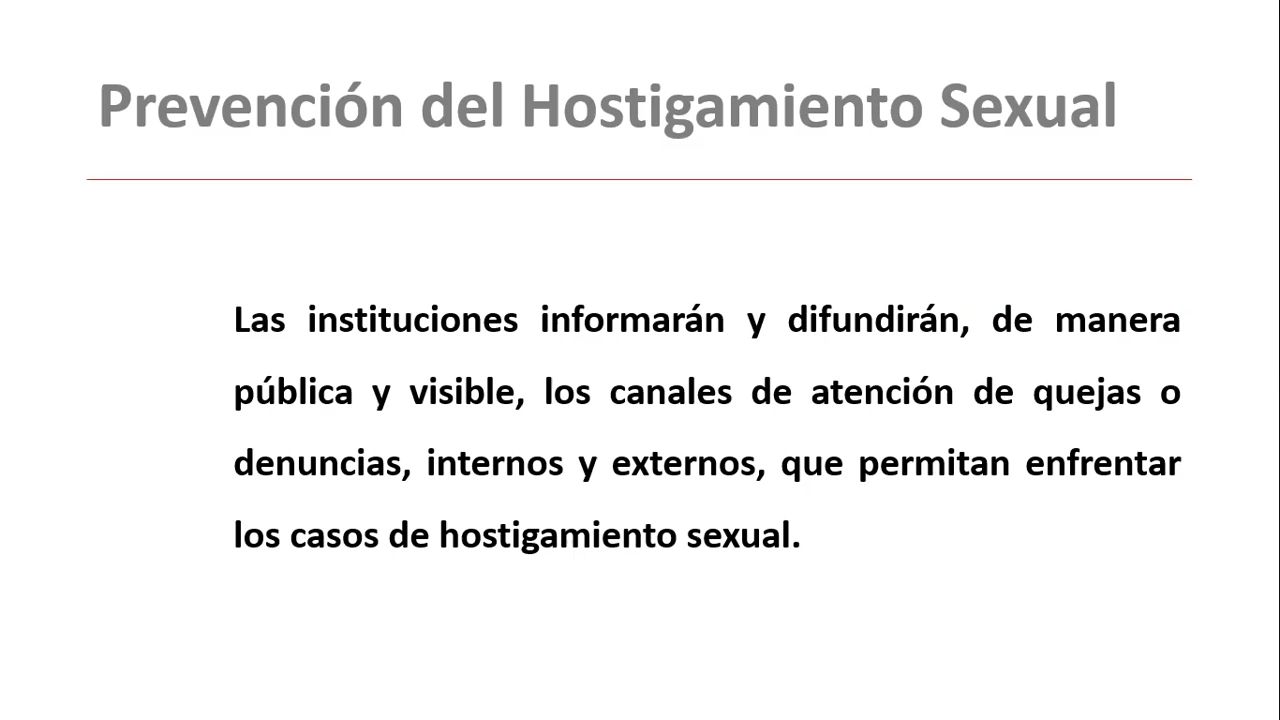 Prevención del Hostigamiento Sexual
Las instituciones informarán y difundirán, de manera
pública y visible, los canales de atención de quejas o
denuncias, internos y externos, que permitan enfrentar
los casos de hostigamiento sexual.